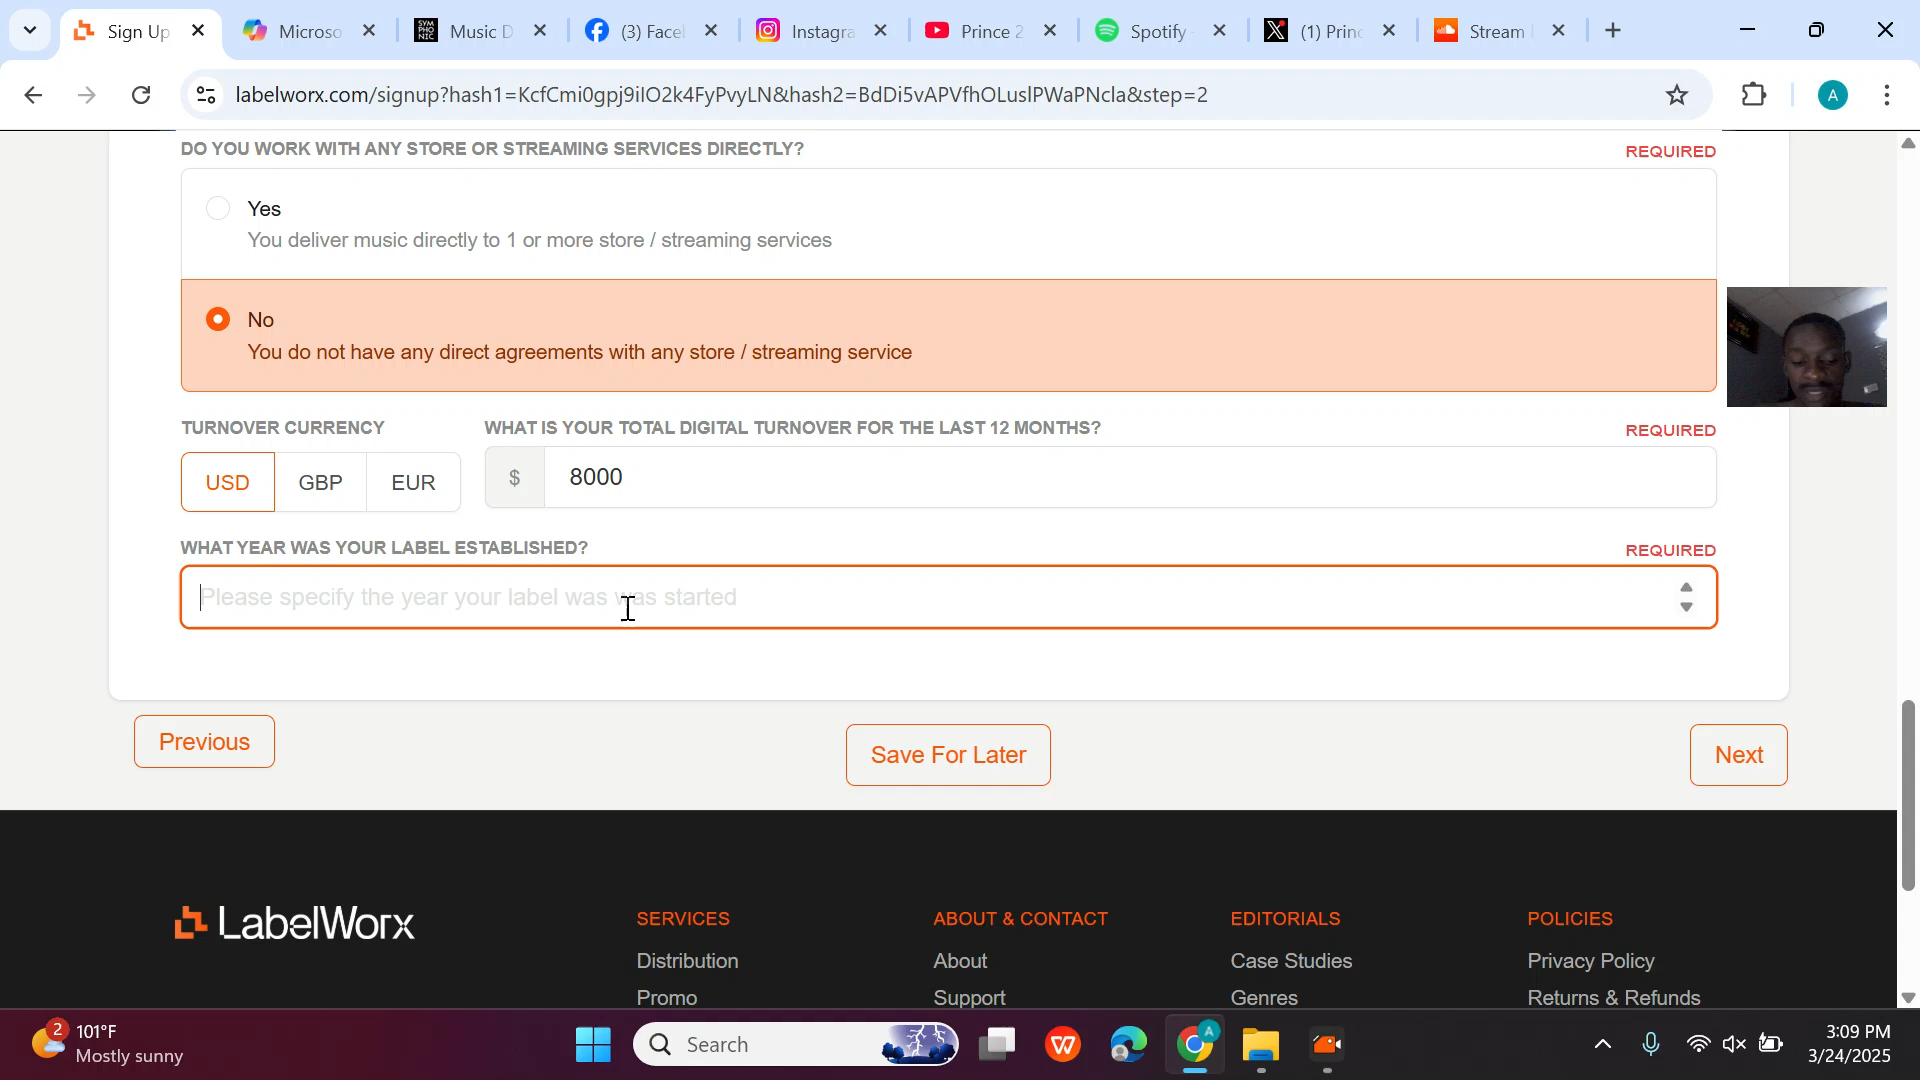 Sign Up
Microso
Music D
(3) Face
Instagra
Prince 2
Spotify -
(1) Prin
Stream
labelworx.com/signup?hash1=KcfCmi0gpj9iIO2k4FyPvyLN&hash2=BdDi5vAPVfhOLuslPWaPNcla&step=2
A
DO YOU WORK WITH ANY STORE OR STREAMING SERVICES DIRECTLY?
REQUIRED
Yes
You deliver music directly to 1 or more store / streaming services
No
You do not have any direct agreements with any store / streaming service
TURNOVER CURRENCY
WHAT IS YOUR TOTAL DIGITAL TURNOVER FOR THE LAST 12 MONTHS?
REQUIRED
USD
GBP
EUR
$
8000
WHAT YEAR WAS YOUR LABEL ESTABLISHED?
REQUIRED
Please specify the year your label was was started
Previous
Save For Later
Next
LabelWorx
SERVICES
ABOUT & CONTACT
EDITORIALS
POLICIES
Distribution
About
Case Studies
Privacy Policy
Promo
Support
Genres
Returns & Refunds
2
101°F
Mostly sunny
Search
3:09 PM
3/24/2025